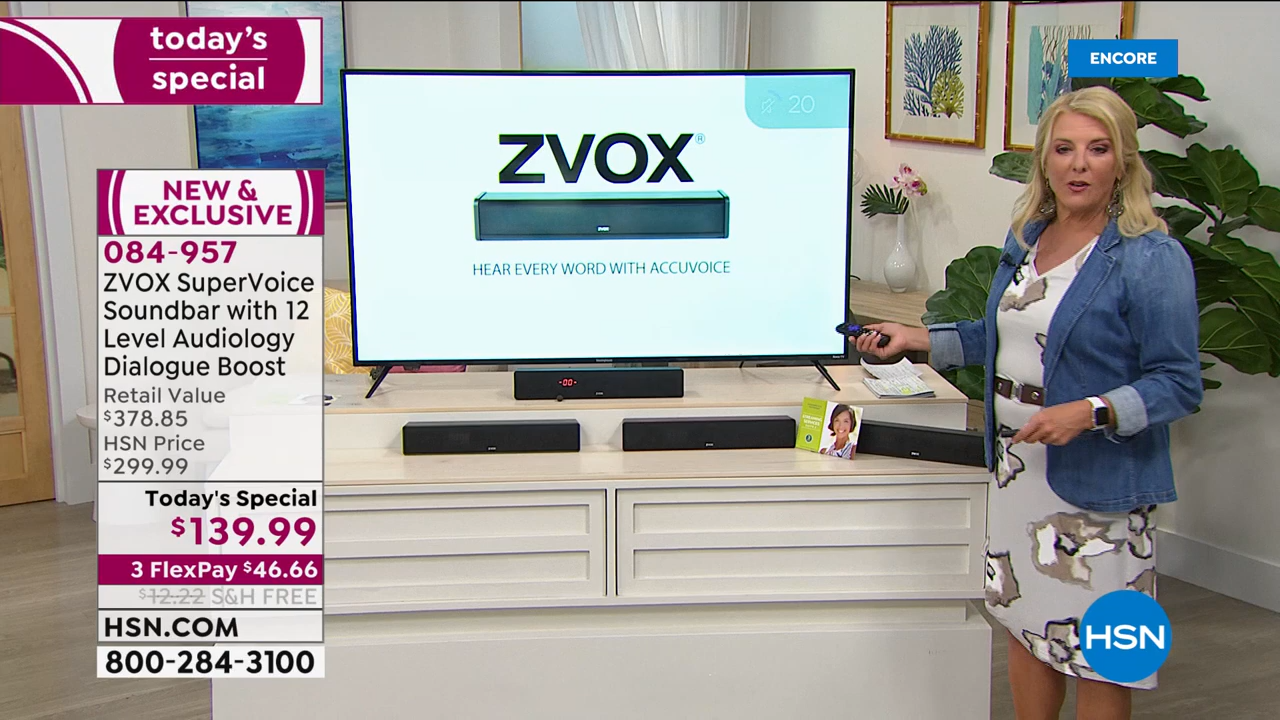 today's
special
ENCORE
20
ZVOX®
ZVOX
HEAR EVERY WORD WITH ACCUVOICE
NEW &
EXCLUSIVE
084-957
ZVOX SuperVoice
Soundbar with 12
Level Audiology
Dialogue Boost
Retail Value
$378.85
HSN Price
$299.99
Today's Special
$139.99
3 FlexPay $46.66
$12.22 S&H FREE
HSN.COM
800-284-3100
-00-
HSN